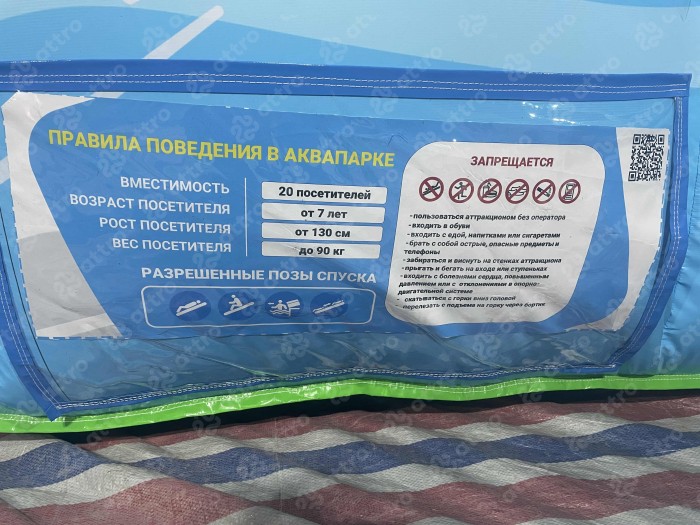 ПРАВИЛА ПОВЕДЕНИЯ В АКВАПАРКЕ
ВМЕСТИМОСТЬ 20 посетителей
ВОЗРАСТ ПОСЕТИТЕЛЯ от 7 лет
РОСТ ПОСЕТИТЕЛЯ от 130 см
ВЕС ПОСЕТИТЕЛЯ до 90 кг
РАЗРЕШЕННЫЕ ПОЗЫ СПУСКА
ЗАПРЕЩАЕТСЯ
- пользоваться аттракционом без оператора
- входить в обуви
- входить с едой, напитками или сигаретами
- брать с собой острые, опасные предметы и
телефоны
- забираться и виснуть на стенках аттракциона
- прыгать и бегать на входе или ступеньках
- входить с болезнями сердца, повышенным
давлением или с отклонениями в опорно-
двигательной системе
- скатываться с горки вниз головой
- перелезать с подъема на горку через бортик
attro